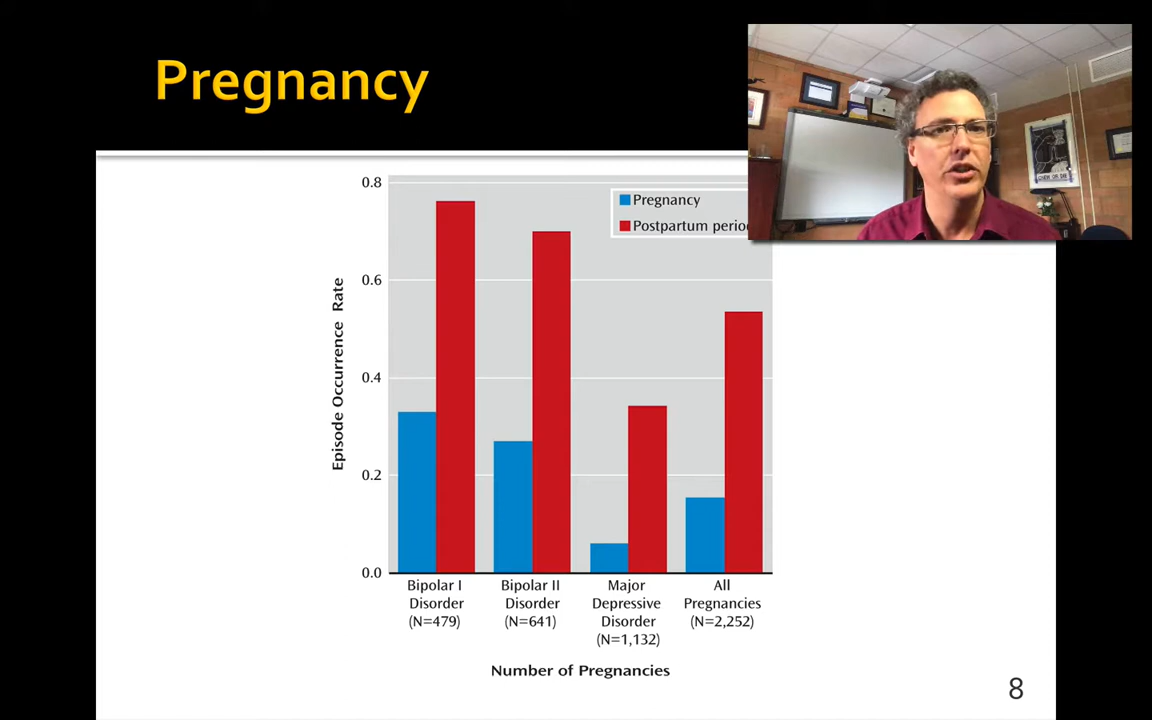 Pregnancy
0.8
0.6
0.4
0.2
0.0
Episode Occurrence Rate
Pregnancy
Postpartum perio
Bipolar I
Disorder
(N=479)
Bipolar II
Disorder
(N=641)
Major
Depressive
Disorder
(N=1,132)
All
Pregnancies
(N=2,252)
Number of Pregnancies
8